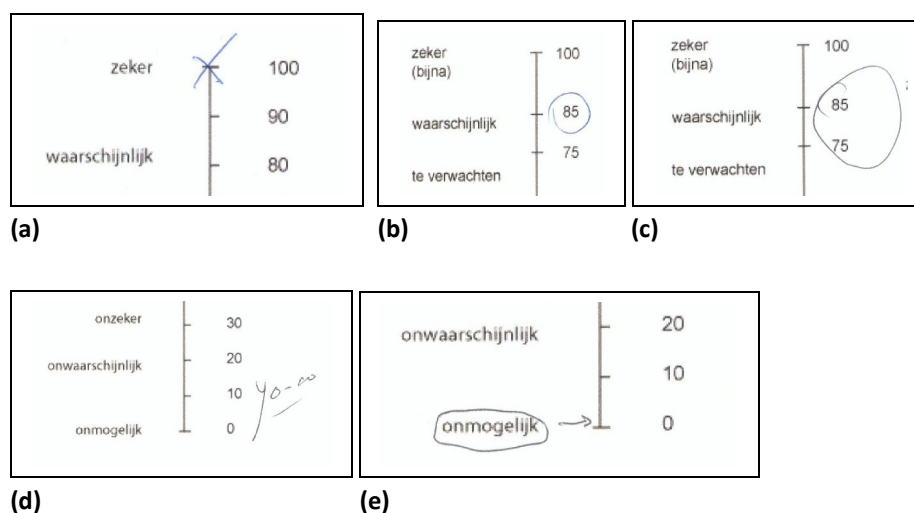 zeker 100
90
waarschijnlijk 80
(a)
zeker 100
(bijna)
waarschijnlijk 85
75
te verwachten
(b)
zeker 100
(bijna)
waarschijnlijk 85
75
te verwachten
(c)
onzeker 30
onwaarschijnlijk 20
10
onmogelijk 0
(d)
onwaarschijnlijk 20
10
onmogelijk 0
(e)